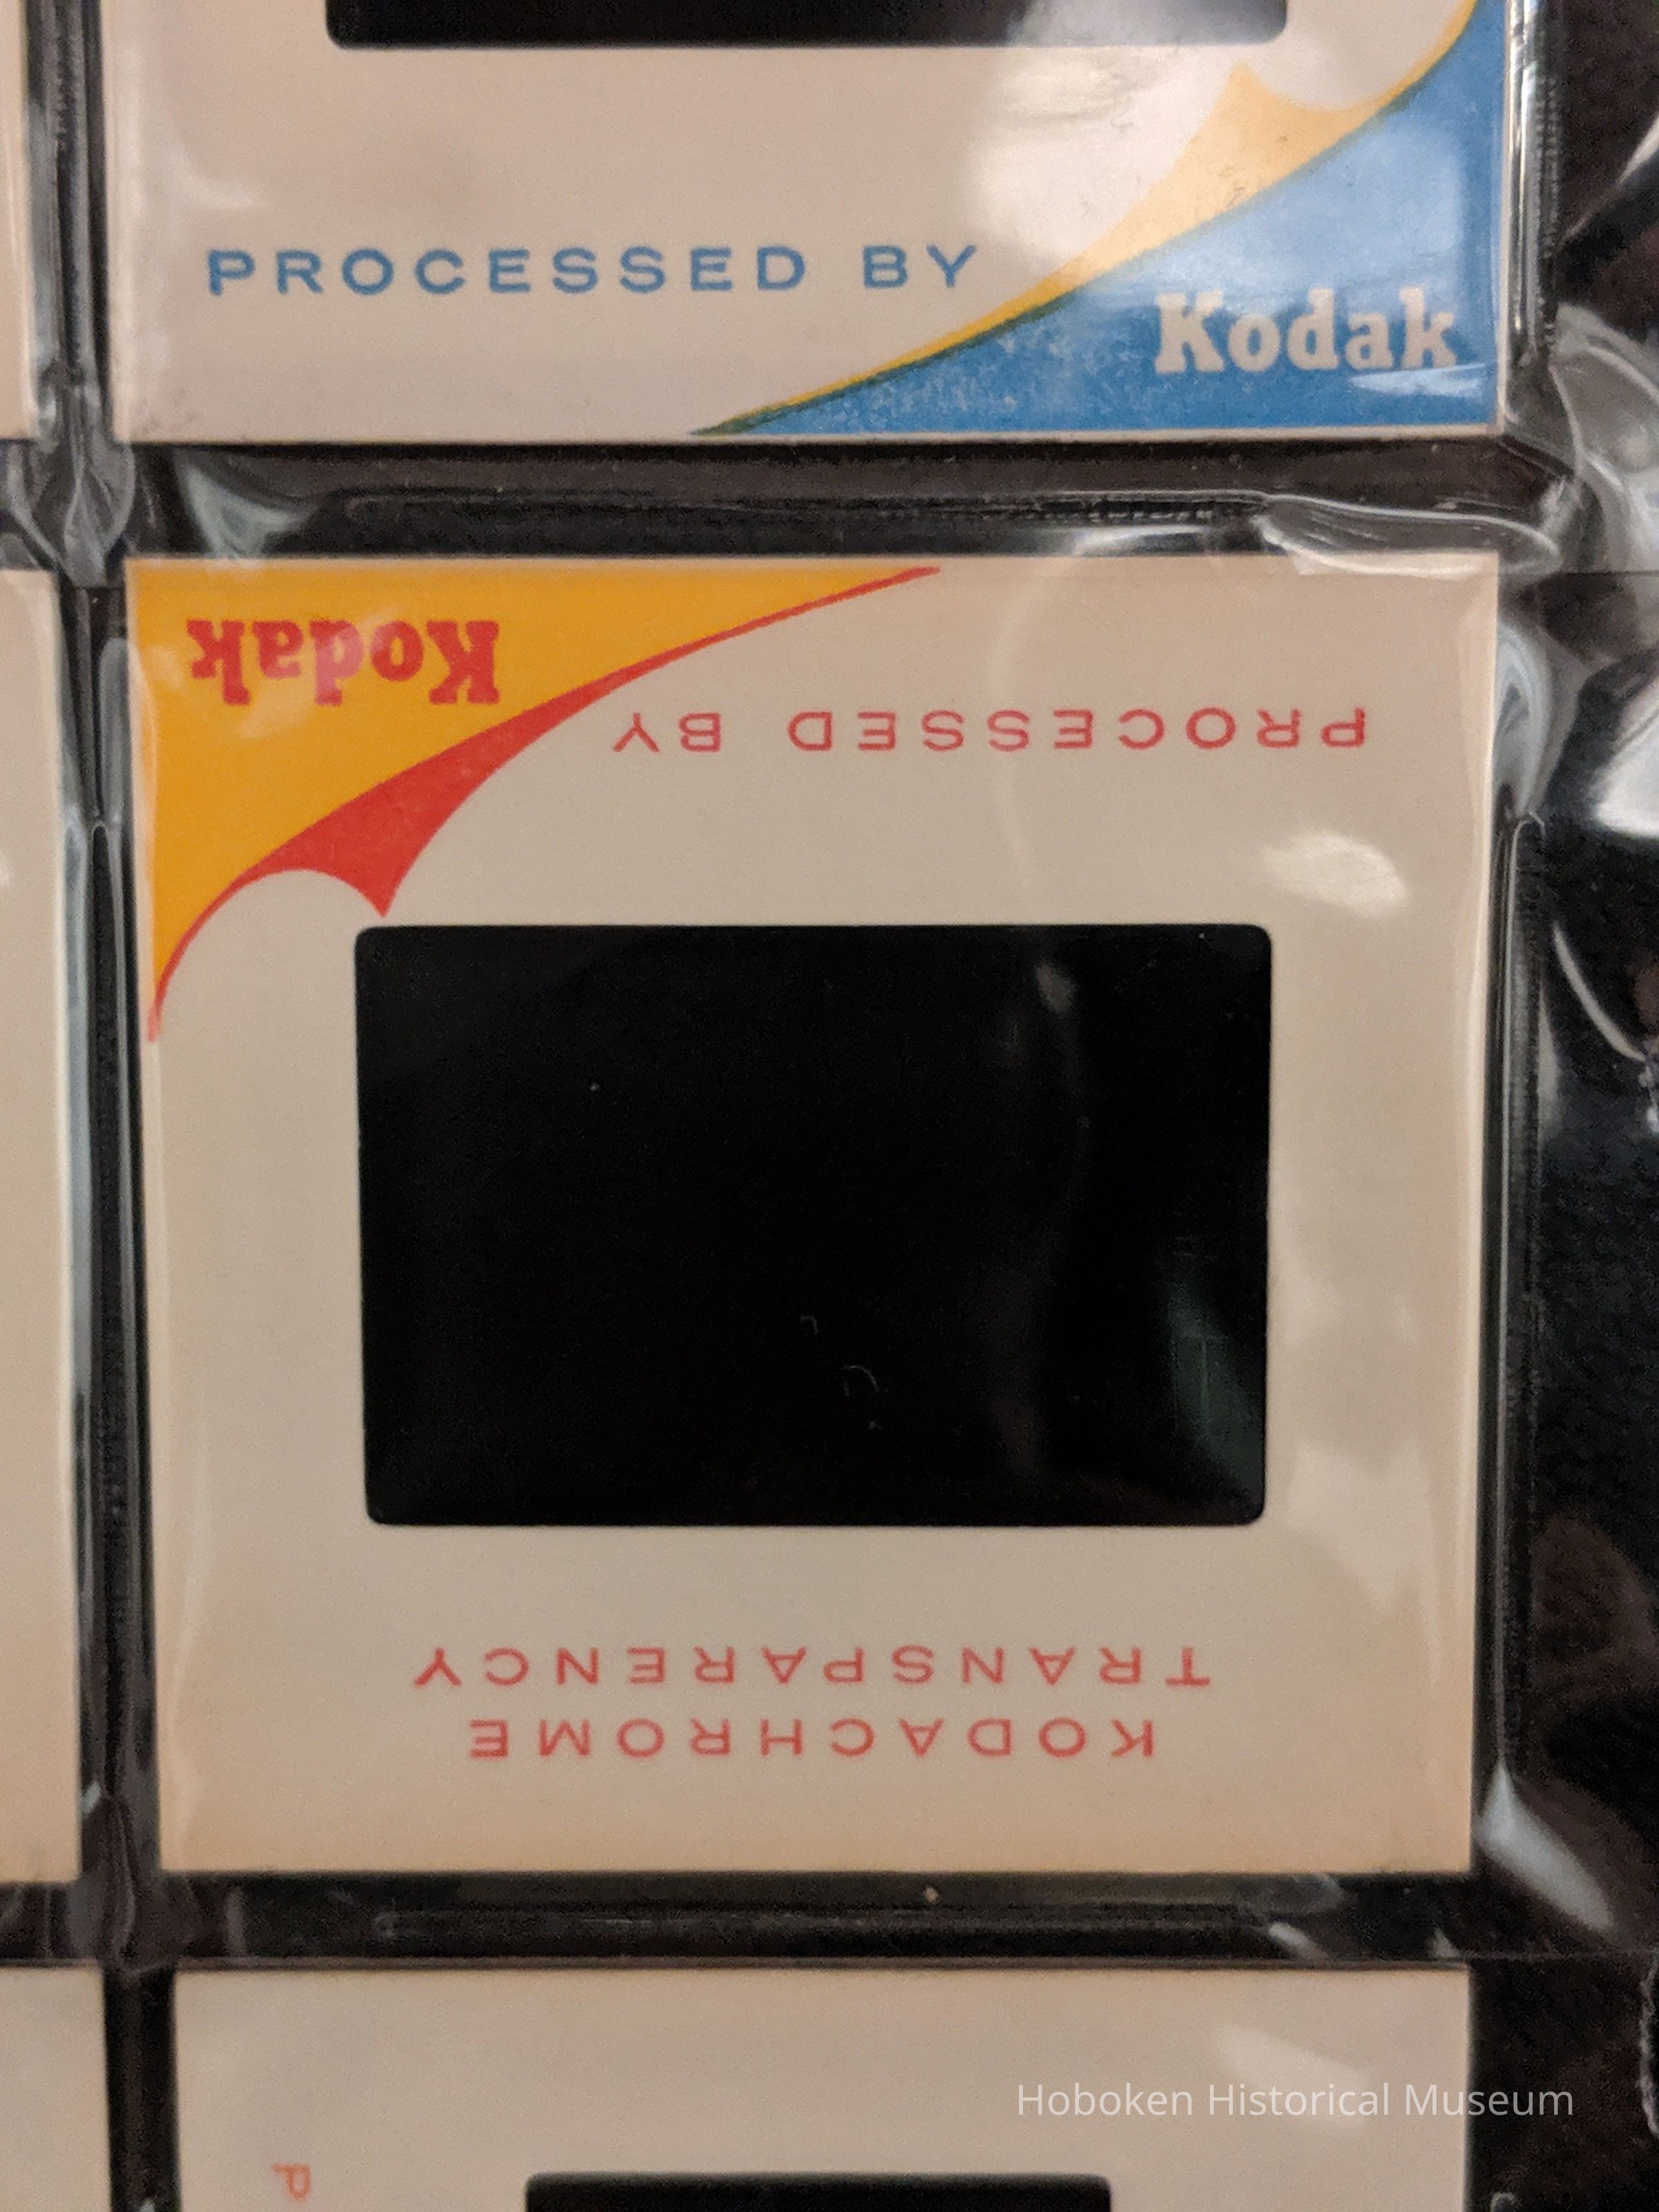 PROCESSED BY
Kodak
Kodak
PROCESSED BY
TRANSPARENCY
KODACHROME
Hoboken Historical Museum
P